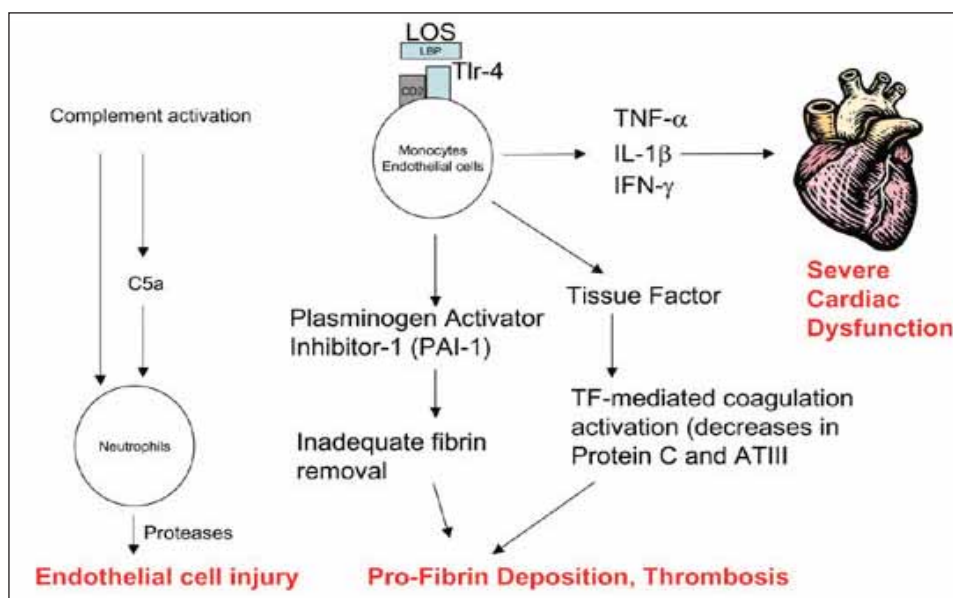 LOS
LBP
Tlr-4
CD2
Complement activation
Monocytes
Endothelial cells
TNF-α
IL-1β
IFN-γ
C5a
Severe
Cardiac
Dysfunction
Tissue Factor
Plasminogen Activator
Inhibitor-1 (PAI-1)
TF-mediated coagulation
activation (decreases in
Protein C and ATIII
Neutrophils
Inadequate fibrin
removal
Proteases
Endothelial cell injury
Pro-Fibrin Deposition, Thrombosis